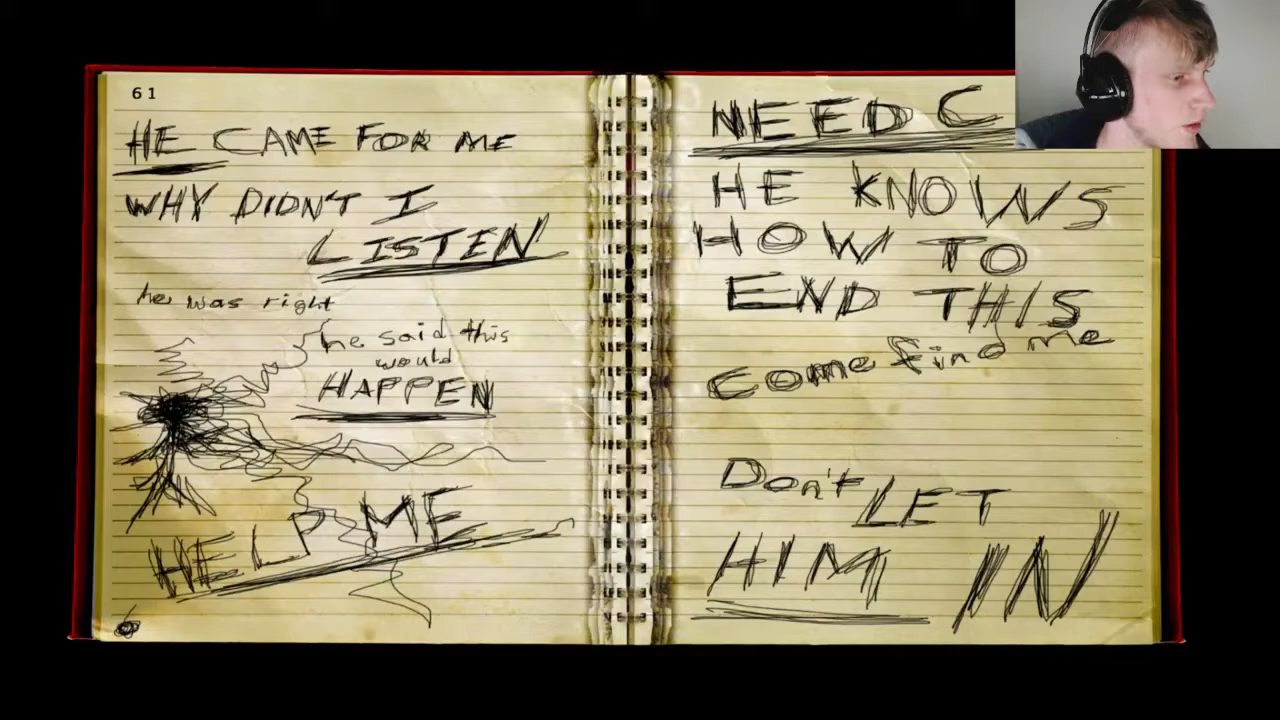 61
HE CAME FOR ME
WHY DIDN'T I
LISTEN
he was right
he said this
would
HAPPEN
HELP ME
NEED C
HE KNOWS
HOW TO
END THIS
come find me
Don't LET
HIM IN